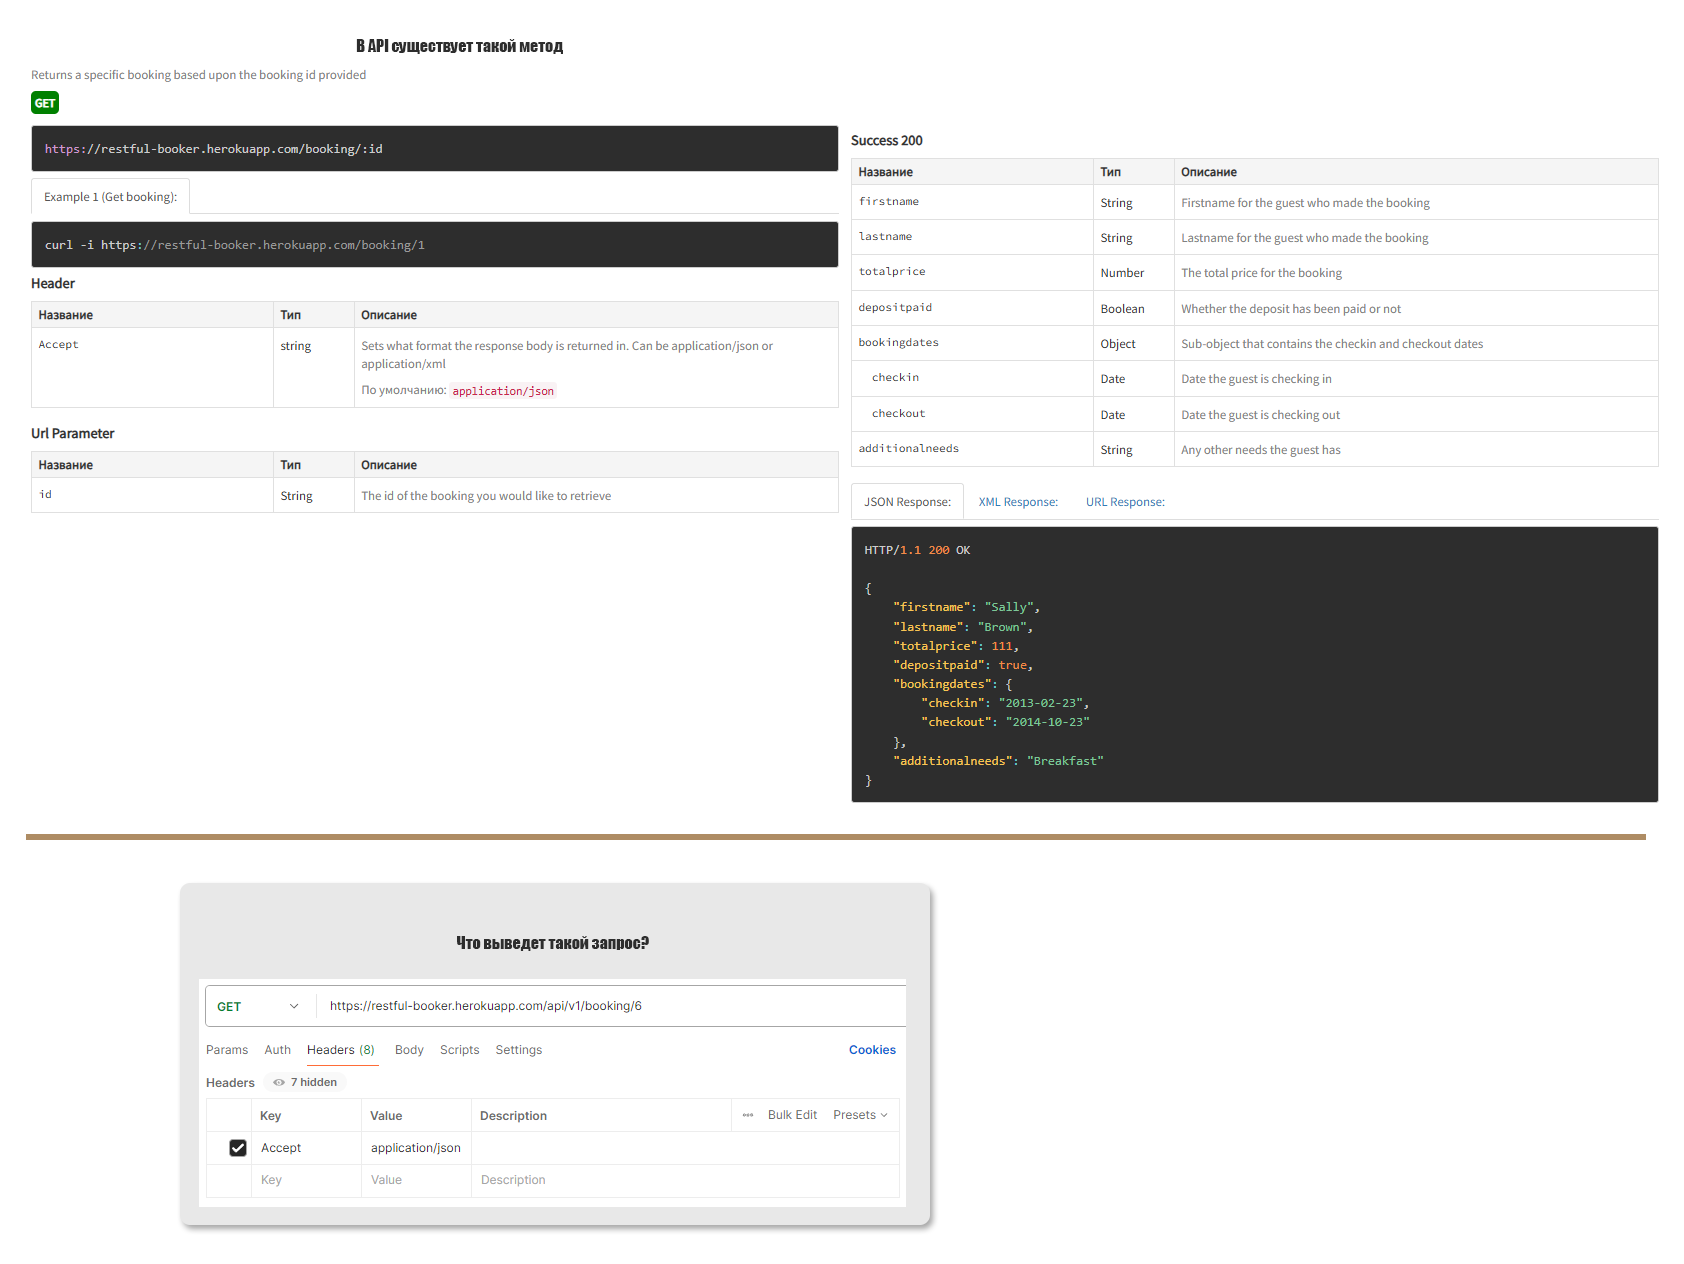 В API существует такой метод
Returns a specific booking based upon the booking id provided
GET
https://restful-booker.herokuapp.com/booking/:id
Example 1 (Get booking):
curl -i https://restful-booker.herokuapp.com/booking/1
Header
Название Тип Описание
Accept string Sets what format the response body is returned in. Can be application/json or
application/xml
По умолчанию: application/json
Url Parameter
Название Тип Описание
id String The id of the booking you would like to retrieve
Success 200
Название Тип Описание
firstname String Firstname for the guest who made the booking
lastname String Lastname for the guest who made the booking
totalprice Number The total price for the booking
depositpaid Boolean Whether the deposit has been paid or not
bookingdates Object Sub-object that contains the checkin and checkout dates
checkin Date Date the guest is checking in
checkout Date Date the guest is checking out
additionalneeds String Any other needs the guest has
JSON Response: XML Response: URL Response:
HTTP/1.1 200 OK
{
"firstname": "Sally",
"lastname": "Brown",
"totalprice": 111,
"depositpaid": true,
"bookingdates": {
"checkin": "2013-02-23",
"checkout": "2014-10-23"
},
"additionalneeds": "Breakfast"
}
Что выведет такой запрос?
GET https://restful-booker.herokuapp.com/api/v1/booking/6
Params Auth Headers (8) Body Scripts Settings Cookies
Headers 7 hidden
Key Value Description ••• Bulk Edit Presets
Accept application/json
Key Value Description